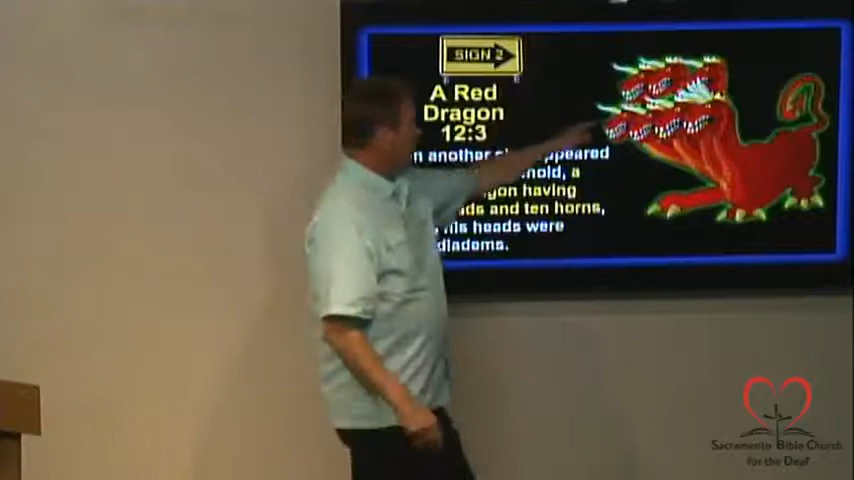 SIGN 2
A Red
Dragon
12:3
n another appeared
hold, a
gon having
ds and ten horns,
his heads were
diadems.
Sacramento Bible Church
for the Deaf